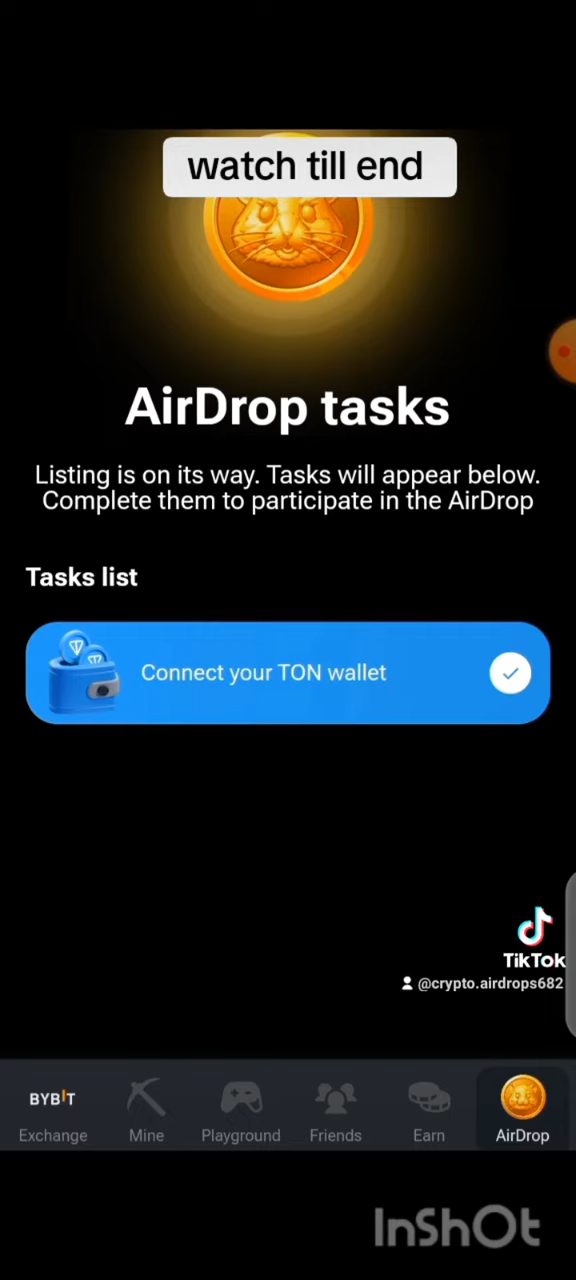 watch till end
AirDrop tasks
Listing is on its way. Tasks will appear below.
Complete them to participate in the AirDrop
Tasks list
Connect your TON wallet
TikTok
@crypto.airdrops682
BYBIT
Exchange
Mine
Playground
Friends
Earn
AirDrop
InShOt